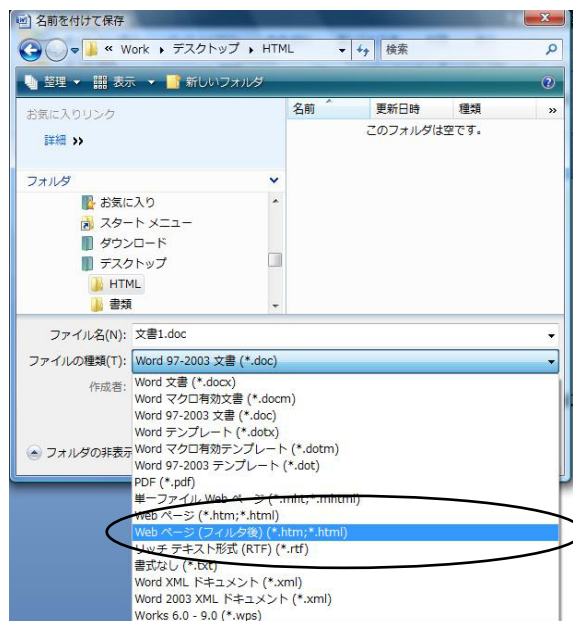 名前を付けて保存
« Work ▸ デスクトップ ▸ HTML 検索
整理 表示 新しいフォルダ
お気に入りリンク
詳細 »
名前 更新日時 種類 »
このフォルダは空です。
フォルダ
お気に入り
スタート メニュー
ダウンロード
デスクトップ
HTML
書類
ファイル名(N): 文書1.doc
ファイルの種類(T): Word 97-2003 文書 (*.doc)
作成者:
フォルダの非表示
Word 文書 (*.docx)
Word マクロ有効文書 (*.docm)
Word 97-2003 文書 (*.doc)
Word テンプレート (*.dotx)
Word マクロ有効テンプレート (*.dotm)
Word 97-2003 テンプレート (*.dot)
PDF (*.pdf)
単一ファイル Web ページ (*.mht;*.mhtml)
Web ページ (*.htm;*.html)
Web ページ (フィルタ後) (*.htm;*.html)
リッチ テキスト形式 (RTF) (*.rtf)
書式なし (*.txt)
Word XML ドキュメント (*.xml)
Word 2003 XML ドキュメント (*.xml)
Works 6.0 - 9.0 (*.wps)